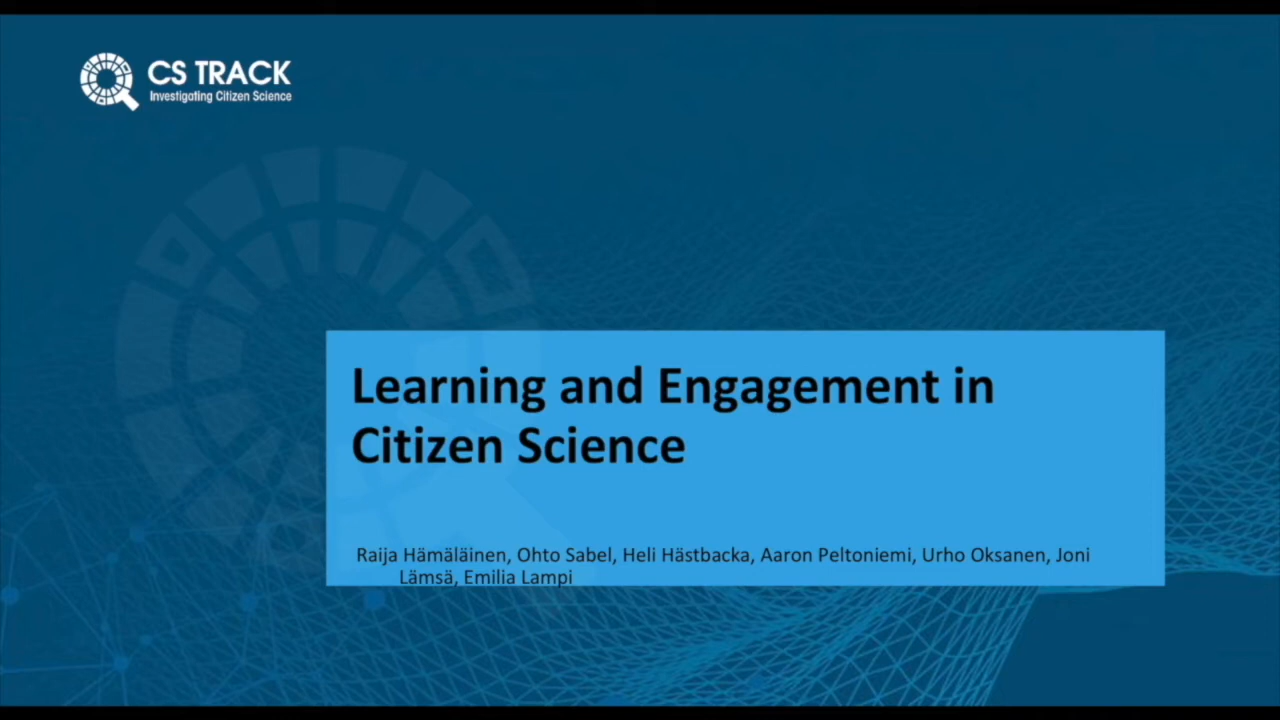 CS TRACK
Investigating Citizen Science
Learning and Engagement in
Citizen Science
Raija Hämäläinen, Ohto Sabel, Heli Hästbacka, Aaron Peltoniemi, Urho Oksanen, Joni
Lämsä, Emilia Lampi